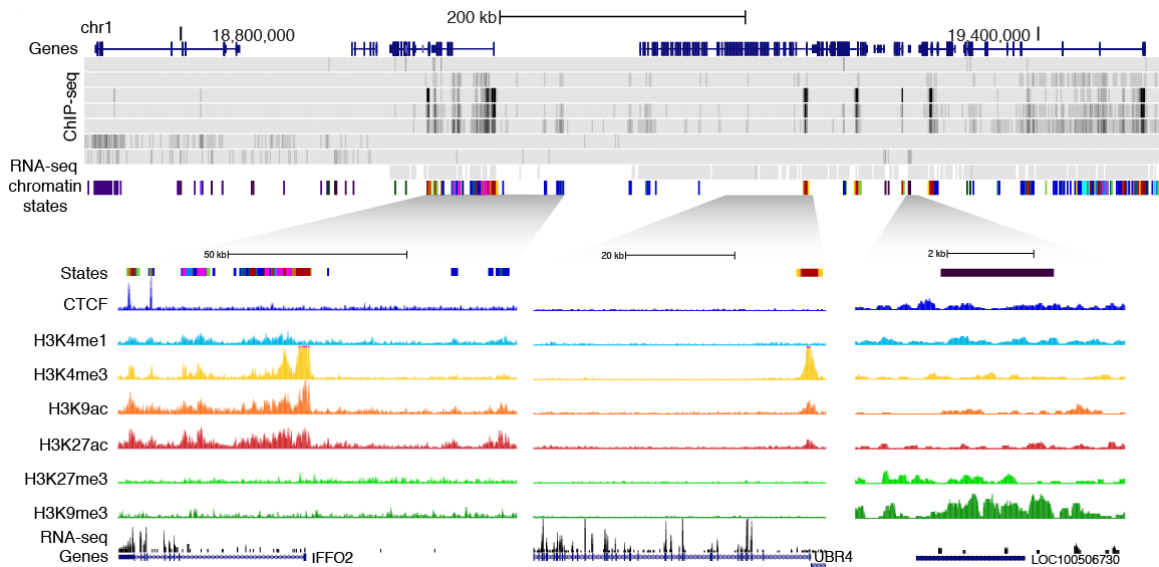 200 kb
chr1
18,800,000
19,400,000
Genes
ChIP-seq
RNA-seq
chromatin
states
50 kb
20 kb
2 kb
States
CTCF
H3K4me1
H3K4me3
H3K9ac
H3K27ac
H3K27me3
H3K9me3
RNA-seq
Genes
IFFO2
UBR4
LOC100506730